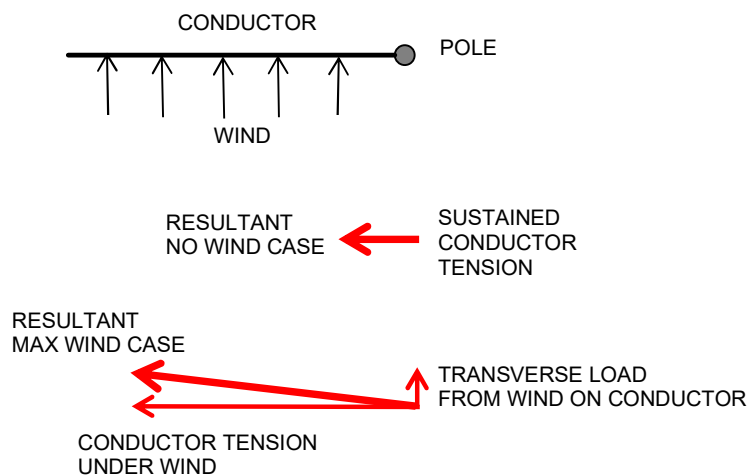 CONDUCTOR
POLE
WIND
RESULTANT
NO WIND CASE
SUSTAINED
CONDUCTOR
TENSION
RESULTANT
MAX WIND CASE
TRANSVERSE LOAD
FROM WIND ON CONDUCTOR
CONDUCTOR TENSION
UNDER WIND